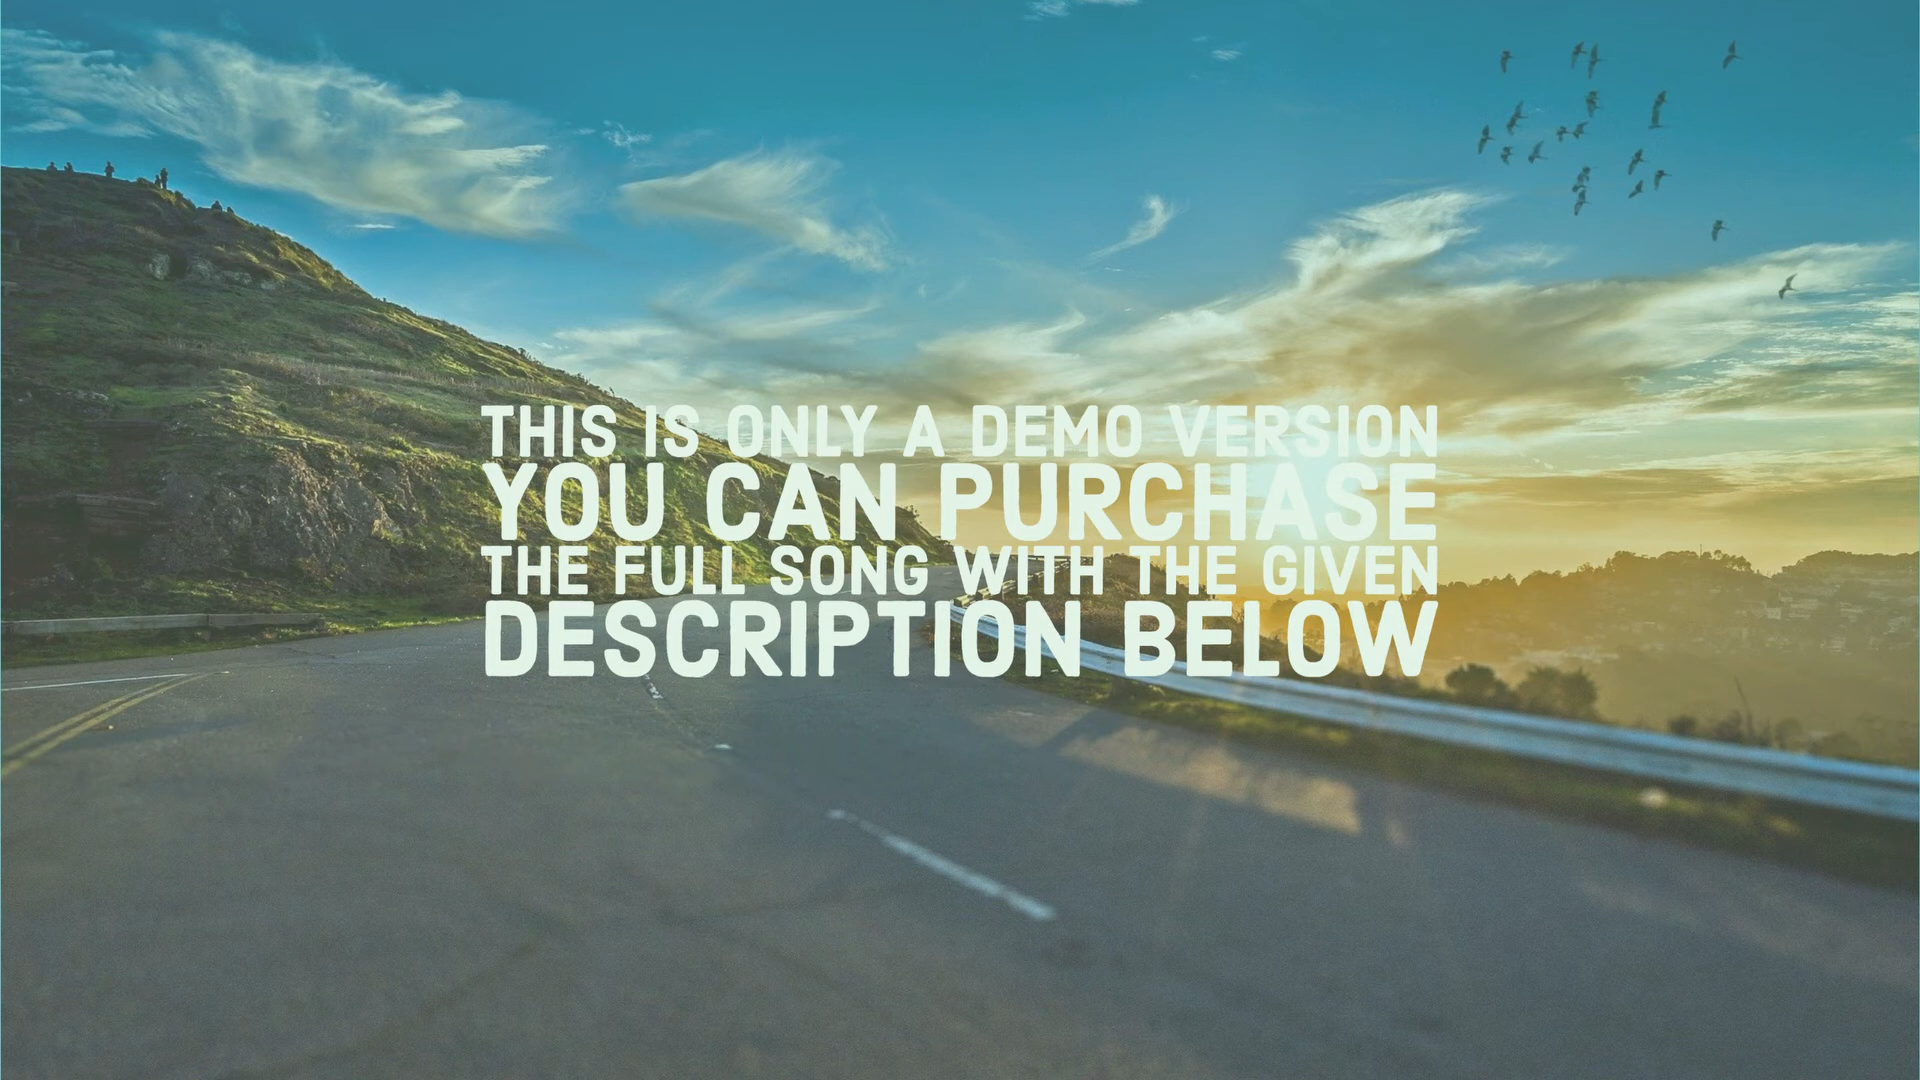 THIS IS ONLY A DEMO VERSION
YOU CAN PURCHASE
THE FULL SONG WITH THE GIVEN
DESCRIPTION BELOW